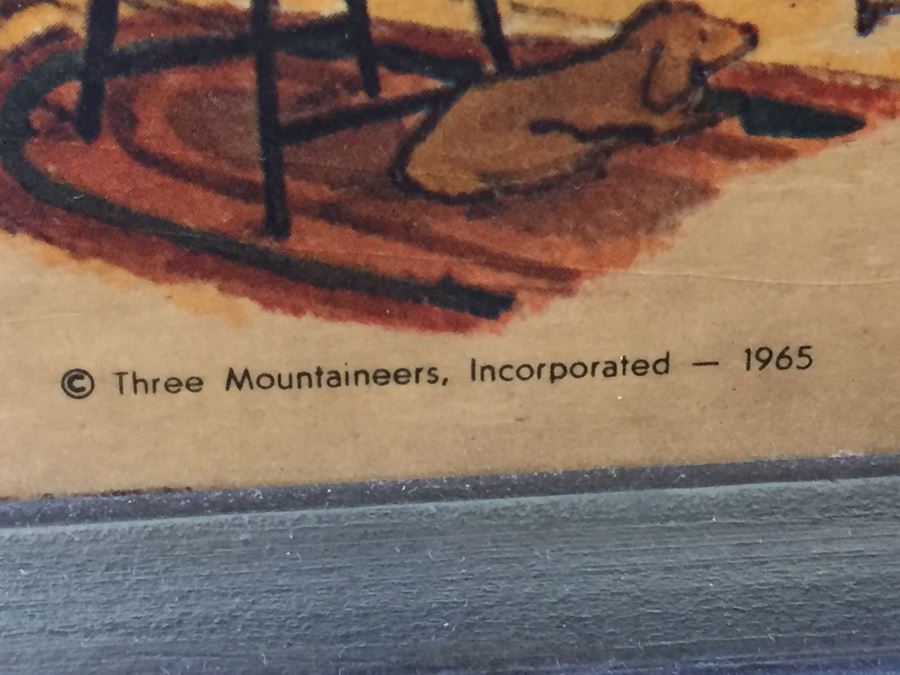 © Three Mountaineers, Incorporated — 1965